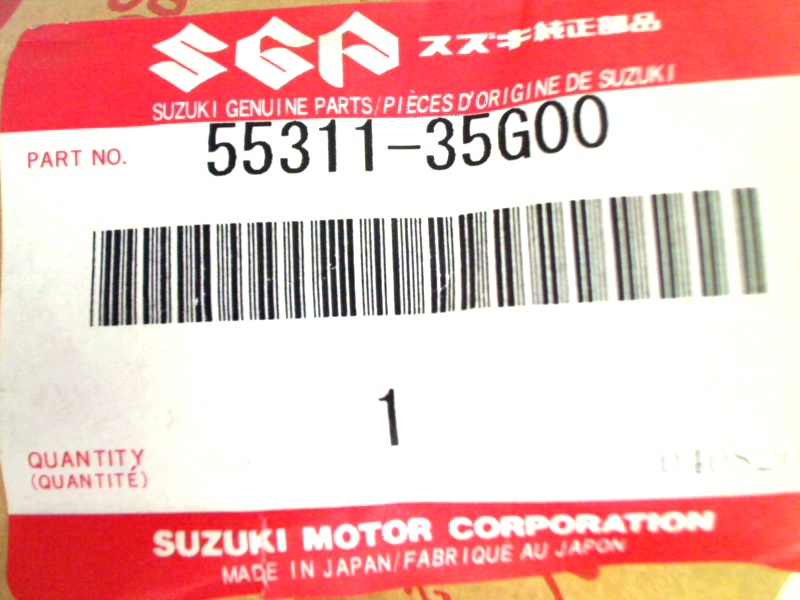 SGP スズキ純正部品
SUZUKI GENUINE PARTS/PIÈCES D'ORIGINE DE SUZUKI
PART NO. 55311-35G00
1
QUANTITY
(QUANTITÉ)
SUZUKI MOTOR CORPORATION
MADE IN JAPAN/FABRIQUE AU JAPON